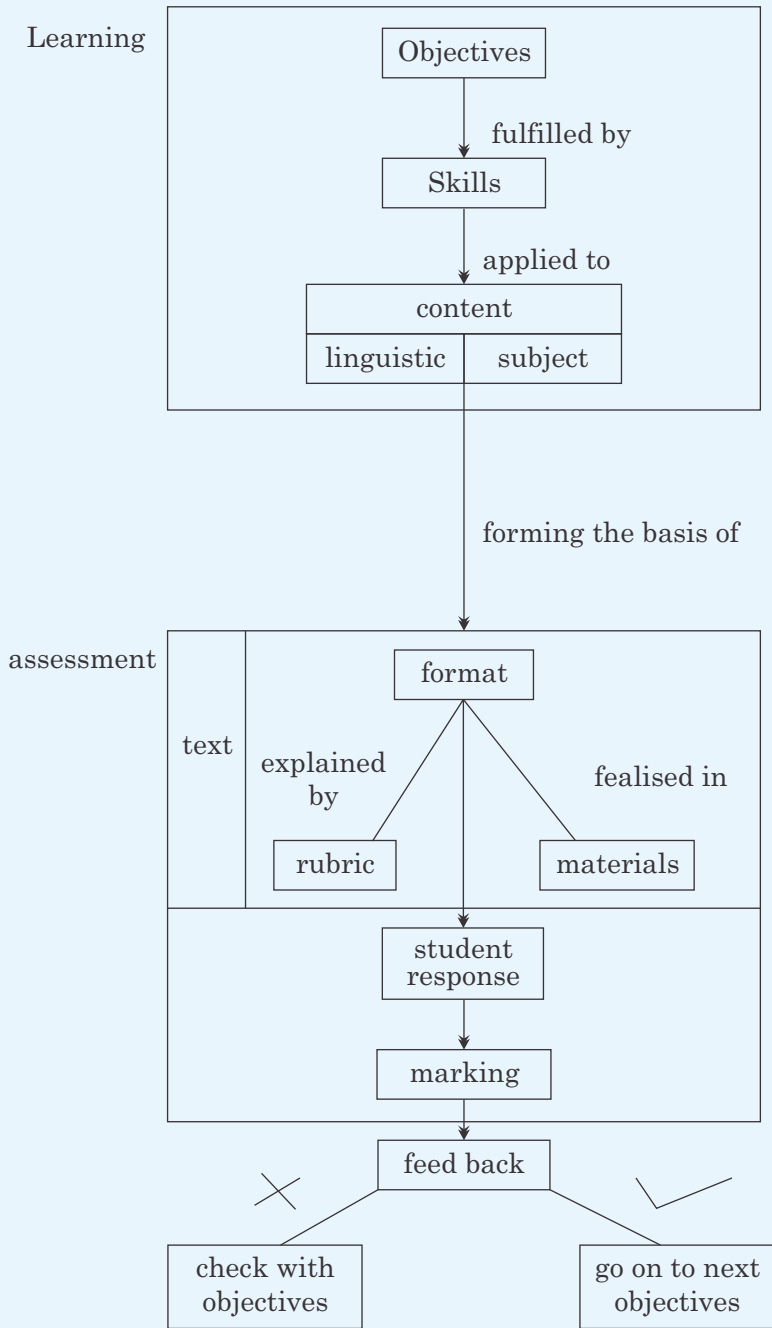 Learning
Objectives
fulfilled by
Skills
applied to
content
linguistic
subject
forming the basis of
assessment
format
text
explained
by
fealised in
rubric
materials
student
response
marking
feed back
check with
objectives
go on to next
objectives